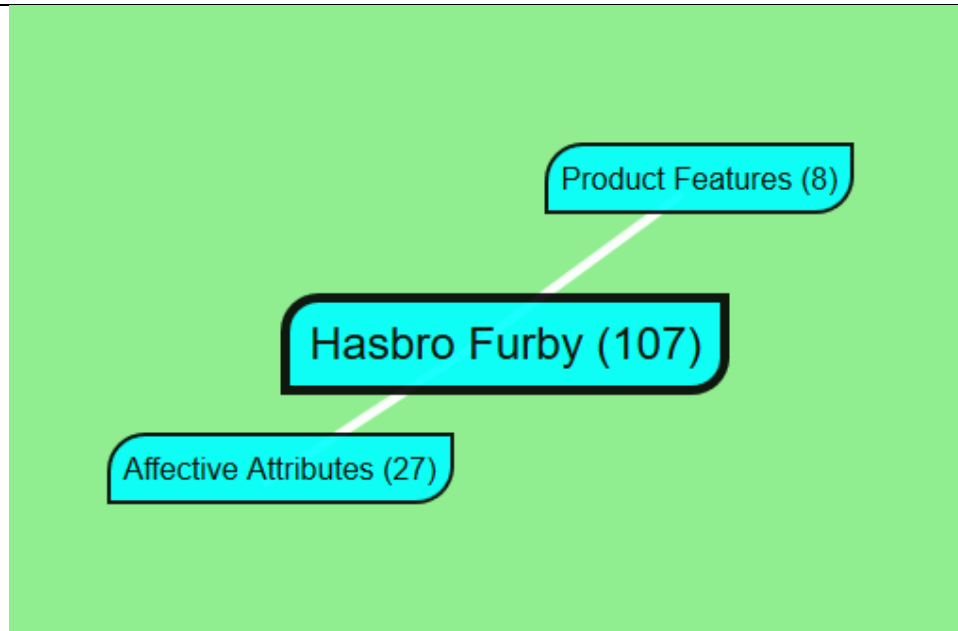 Product Features (8)
Hasbro Furby (107)
Affective Attributes (27)